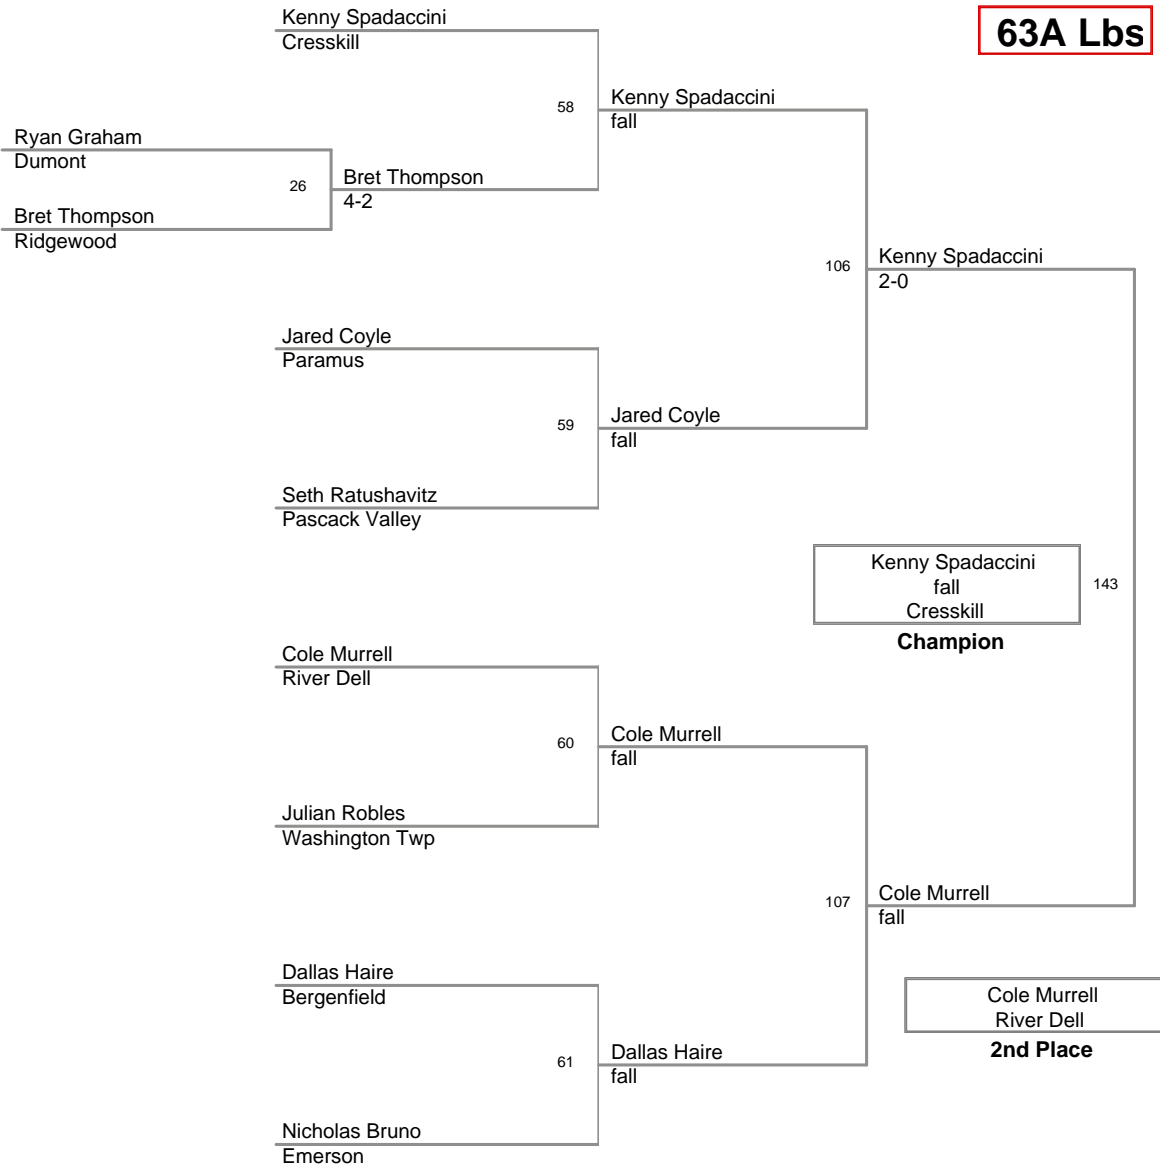 Kenny Spadaccini
Cresskill
63A Lbs
58
Kenny Spadaccini
fall
Ryan Graham
Dumont
26
Bret Thompson
4-2
Bret Thompson
Ridgewood
106
Kenny Spadaccini
2-0
Jared Coyle
Paramus
59
Jared Coyle
fall
Seth Ratushavitz
Pascack Valley
Kenny Spadaccini
fall
Cresskill
143
Champion
Cole Murrell
River Dell
60
Cole Murrell
fall
Julian Robles
Washington Twp
107
Cole Murrell
fall
Dallas Haire
Bergenfield
Cole Murrell
River Dell
2nd Place
61
Dallas Haire
fall
Nicholas Bruno
Emerson